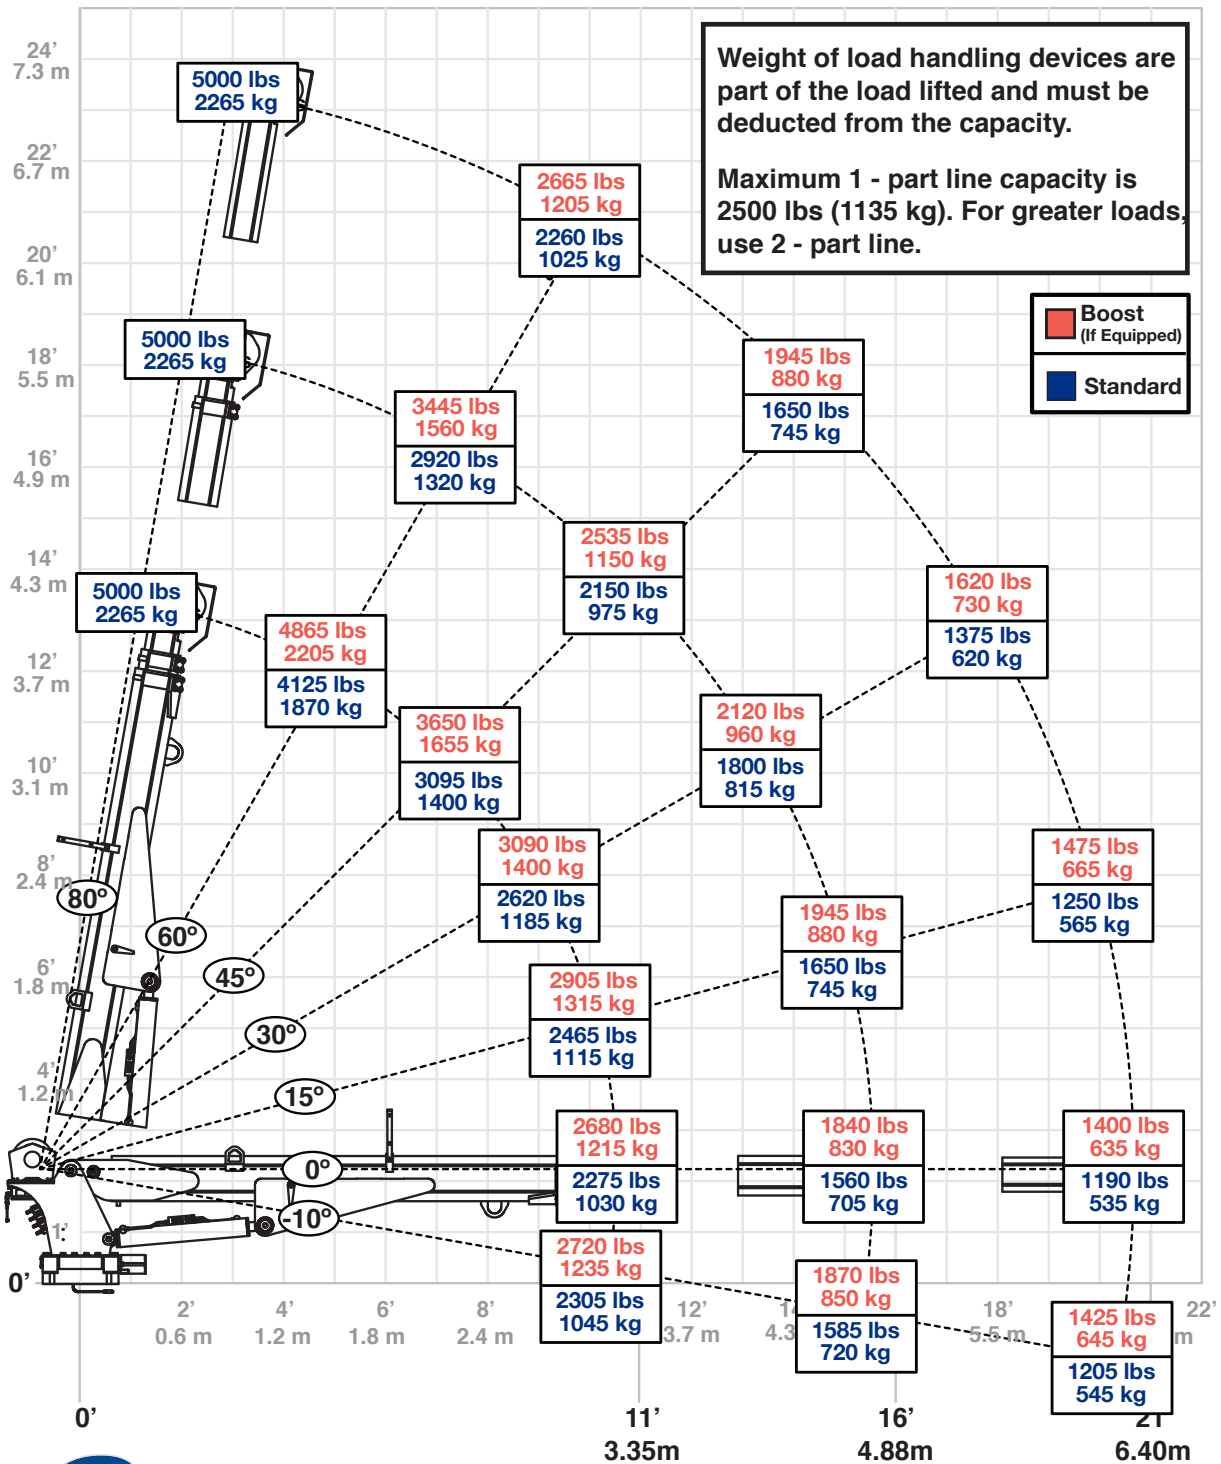 24'
7.3 m
5000 lbs
2265 kg
Weight of load handling devices are
part of the load lifted and must be
deducted from the capacity.
Maximum 1 - part line capacity is
2500 lbs (1135 kg). For greater loads,
use 2 - part line.
22'
6.7 m
2665 lbs
1205 kg
2260 lbs
1025 kg
20'
6.1 m
Boost
(If Equipped)
Standard
5000 lbs
2265 kg
18'
5.5 m
1945 lbs
880 kg
1650 lbs
745 kg
3445 lbs
1560 kg
2920 lbs
1320 kg
16'
4.9 m
2535 lbs
1150 kg
2150 lbs
975 kg
14'
4.3 m
5000 lbs
2265 kg
1620 lbs
730 kg
1375 lbs
620 kg
4865 lbs
2205 kg
4125 lbs
1870 kg
12'
3.7 m
3650 lbs
1655 kg
3095 lbs
1400 kg
2120 lbs
960 kg
1800 lbs
815 kg
10'
3.1 m
3090 lbs
1400 kg
2620 lbs
1185 kg
1475 lbs
665 kg
1250 lbs
565 kg
8'
2.4 m
80º
60º
1945 lbs
880 kg
1650 lbs
745 kg
6'
1.8 m
45º
2905 lbs
1315 kg
2465 lbs
1115 kg
30º
4'
1.2 m
15º
2680 lbs
1215 kg
2275 lbs
1030 kg
1840 lbs
830 kg
1560 lbs
705 kg
1400 lbs
635 kg
1190 lbs
535 kg
0º
-10º
1'
2720 lbs
1235 kg
2305 lbs
1045 kg
1870 lbs
850 kg
1585 lbs
720 kg
1425 lbs
645 kg
1205 lbs
545 kg
0'
2' 4' 6' 8' 12' 18' 22'
0.6 m 1.2 m 1.8 m 2.4 m 3.7 m 4.3 5.5 m m
0' 11' 16' 21'
3.35m 4.88m 6.40m